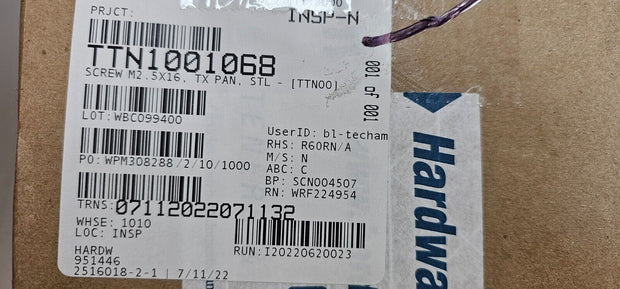 PRJCT:
INSP-N
TTN1001068
SCREW M2.5X16, TX PAN, STL - [TTN00]
001 of 001
LOT: WBC099400
UserID: bl-techam
RHS: R60RN/A
M/S: N
PO: WPM308288/2/10/1000
ABC: C
BP: SCN004507
RN: WRF224954
TRNS: 07112022071132
WHSE: 1010
LOC: INSP
RUN: I20220620023
HARDW
951446
2516018-2-1 | 7/11/22
Hardwa